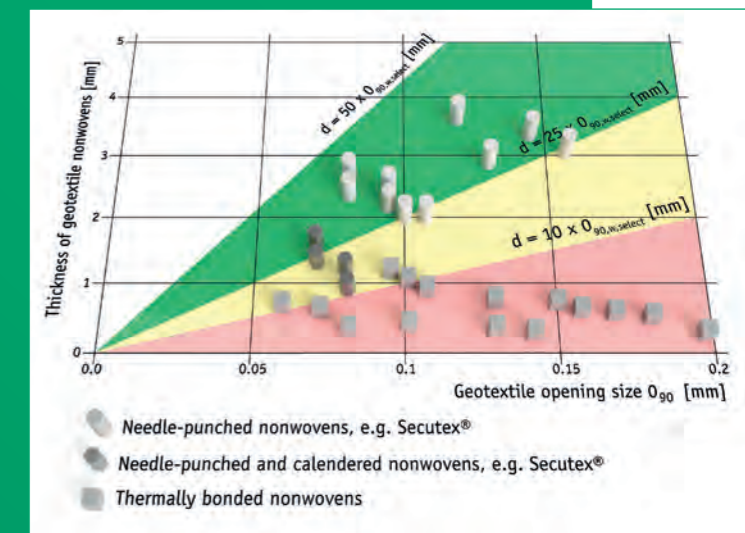 5
4
3
2
1
0
Thickness of geotextile nonwovens [mm]
d = 50 x O90,w,select [mm]
d = 25 x O90,w,select [mm]
d = 10 x O90,w,select [mm]
0.0 0.05 0.1 0.15 0.2
Geotextile opening size O90 [mm]
Needle-punched nonwovens, e.g. Secutex®
Needle-punched and calendered nonwovens, e.g. Secutex®
Thermally bonded nonwovens